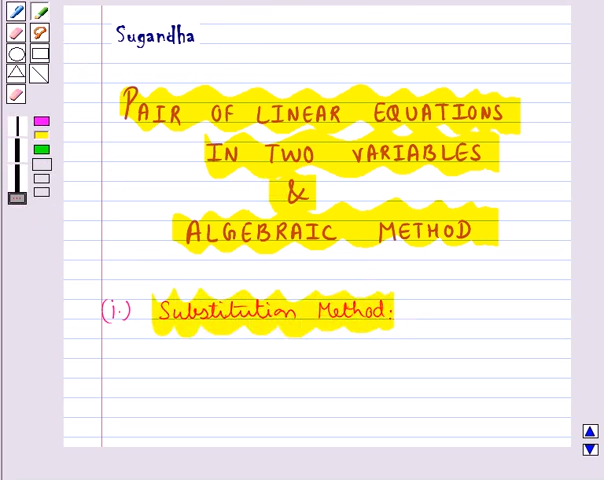 Sugandha
PAIR OF LINEAR EQUATIONS
IN TWO VARIABLES
&
ALGEBRAIC METHOD
(i.) Substitution Method: